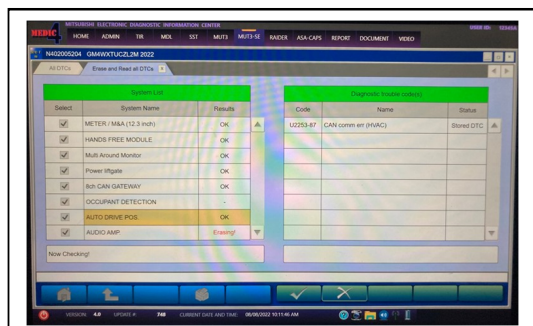 MITSUBISHI ELECTRONIC DIAGNOSTIC INFORMATION CENTER
USER ID: 123456
MEDIC 4
HOME ADMIN TIR MDL SST MUT3 MUT3-SE RAIDER ASA-CAPS REPORT DOCUMENT VIDEO
N402005204 GM4WXTUCZL2M 2022
All DTCs Erase and Read all DTCs X
System List
Select System Name Results
METER / M&A (12.3 inch) OK
HANDS FREE MODULE OK
Multi Around Monitor OK
Power liftgate OK
8ch CAN GATEWAY OK
OCCUPANT DETECTION -
AUTO DRIVE POS. OK
AUDIO AMP Erasing!
Diagnostic trouble code(s)
Code Name Status
U2253-87 CAN comm err (HVAC) Stored DTC
Now Checking!
VERSION: 4.0 UPDATE #: 748 CURRENT DATE AND TIME: 08/08/2022 10:11:46 AM